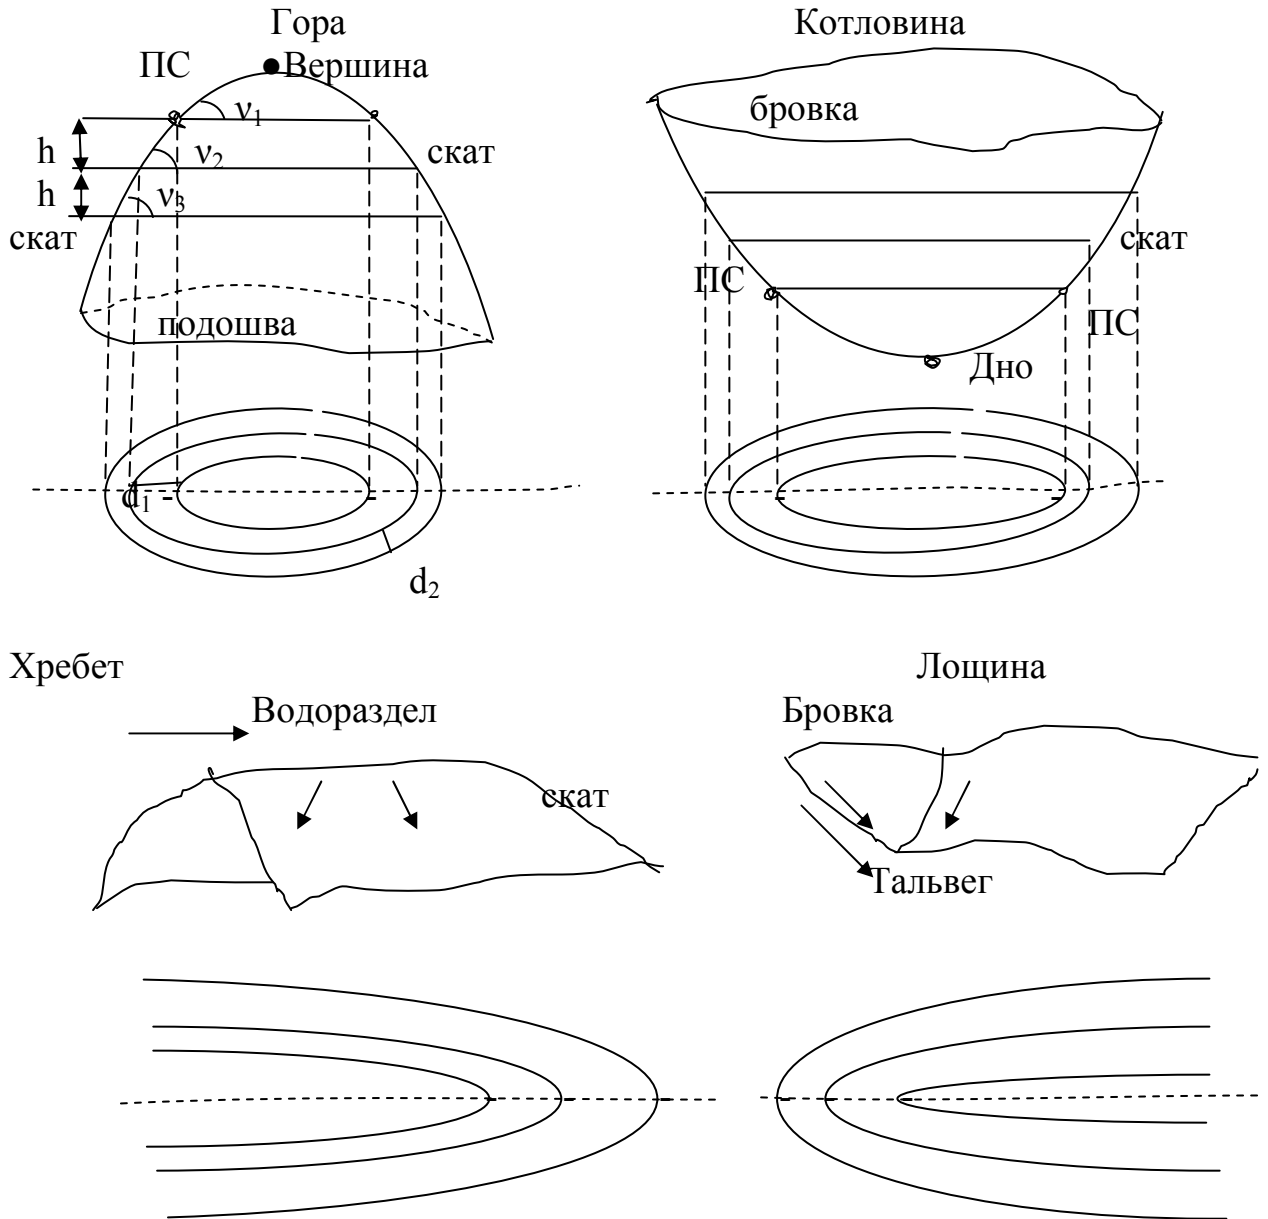 Гора
ПС
Вершина
ν1
h
ν2
скат
h
ν3
скат
подошва
d1
d2
Котловина
бровка
скат
ПС
ПС
Дно
Хребет
Водораздел
скат
Лощина
Бровка
Тальвег